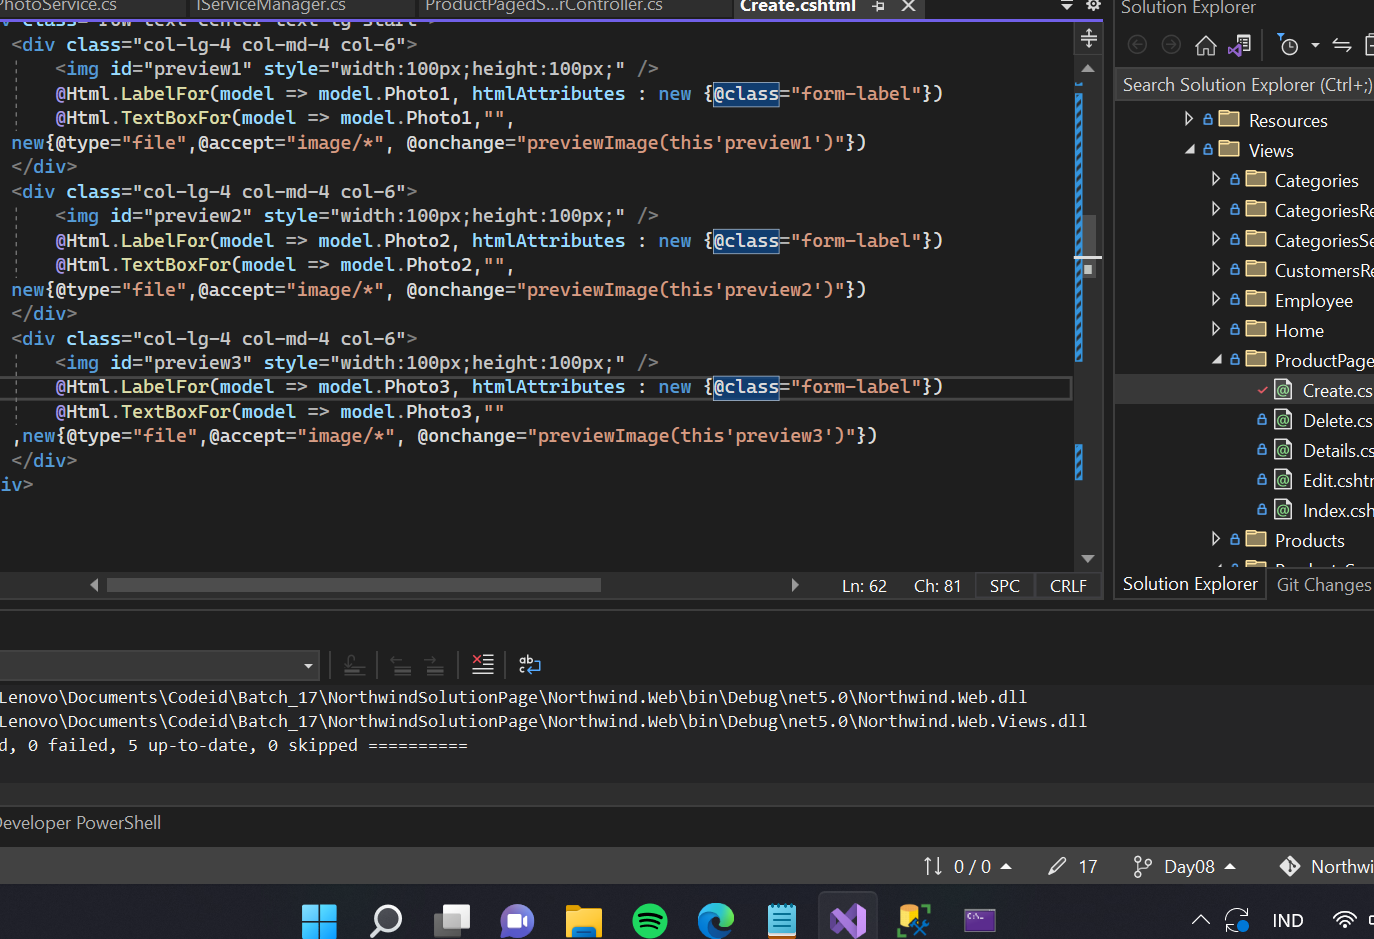 PhotoService.cs
IServiceManager.cs
ProductPagedS...rController.cs
Create.cshtml
Solution Explorer
class="row text-center text-lg-start">
<div class="col-lg-4 col-md-4 col-6">
<img id="preview1" style="width:100px;height:100px;" />
@Html.LabelFor(model => model.Photo1, htmlAttributes : new {@class="form-label"})
@Html.TextBoxFor(model => model.Photo1,"",
new{@type="file",@accept="image/*", @onchange="previewImage(this'preview1')"})
</div>
<div class="col-lg-4 col-md-4 col-6">
<img id="preview2" style="width:100px;height:100px;" />
@Html.LabelFor(model => model.Photo2, htmlAttributes : new {@class="form-label"})
@Html.TextBoxFor(model => model.Photo2,"",
new{@type="file",@accept="image/*", @onchange="previewImage(this'preview2')"})
</div>
<div class="col-lg-4 col-md-4 col-6">
<img id="preview3" style="width:100px;height:100px;" />
@Html.LabelFor(model => model.Photo3, htmlAttributes : new {@class="form-label"})
@Html.TextBoxFor(model => model.Photo3,""
,new{@type="file",@accept="image/*", @onchange="previewImage(this'preview3')"})
</div>
iv>
Ln: 62 Ch: 81 SPC CRLF
Search Solution Explorer (Ctrl+;)
Resources
Views
Categories
CategoriesRe
CategoriesSe
CustomersRe
Employee
Home
ProductPage
Create.cs
Delete.cs
Details.cs
Edit.cshtm
Index.csh
Products
Solution Explorer Git Changes
Lenovo\Documents\Codeid\Batch_17\NorthwindSolutionPage\Northwind.Web\bin\Debug\net5.0\Northwind.Web.dll
Lenovo\Documents\Codeid\Batch_17\NorthwindSolutionPage\Northwind.Web\bin\Debug\net5.0\Northwind.Web.Views.dll
d, 0 failed, 5 up-to-date, 0 skipped ==========
Developer PowerShell
0 / 0 17 Day08 Northwi
IND